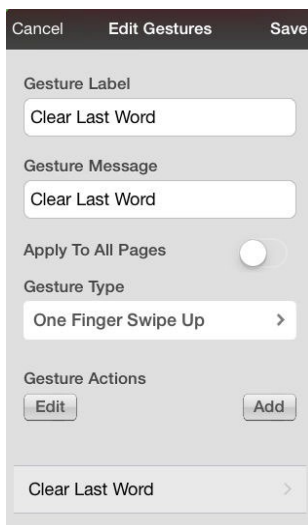 Cancel Edit Gestures Save
Gesture Label
Clear Last Word
Gesture Message
Clear Last Word
Apply To All Pages
Gesture Type
One Finger Swipe Up
Gesture Actions
Edit Add
Clear Last Word